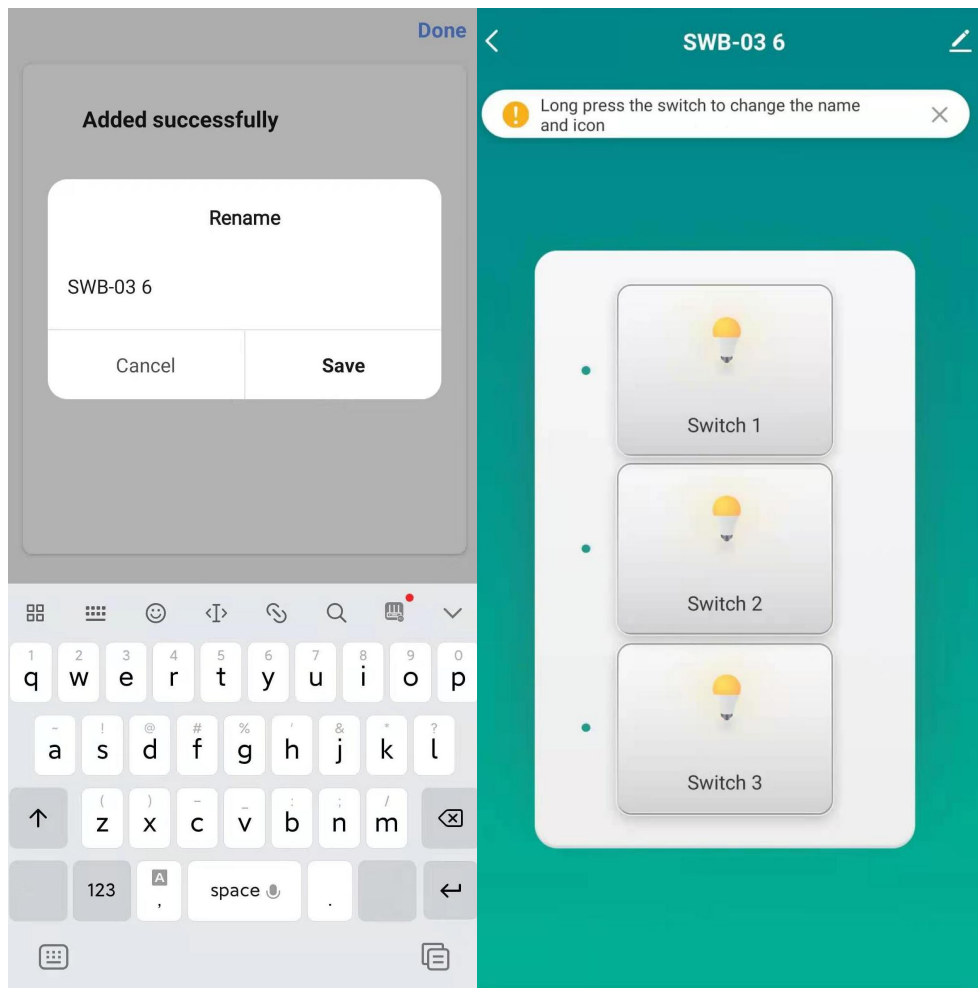 Done
Added successfully
Rename
SWB-03 6
Cancel
Save
1 2 3 4 5 6 7 8 9 0
q w e r t y u i o p
~ ! @ # % ' & * ?
a s d f g h j k l
( ) - _ : ; /
z x c v b n m
123
A
,
space
.
SWB-03 6
Long press the switch to change the name
and icon
Switch 1
Switch 2
Switch 3